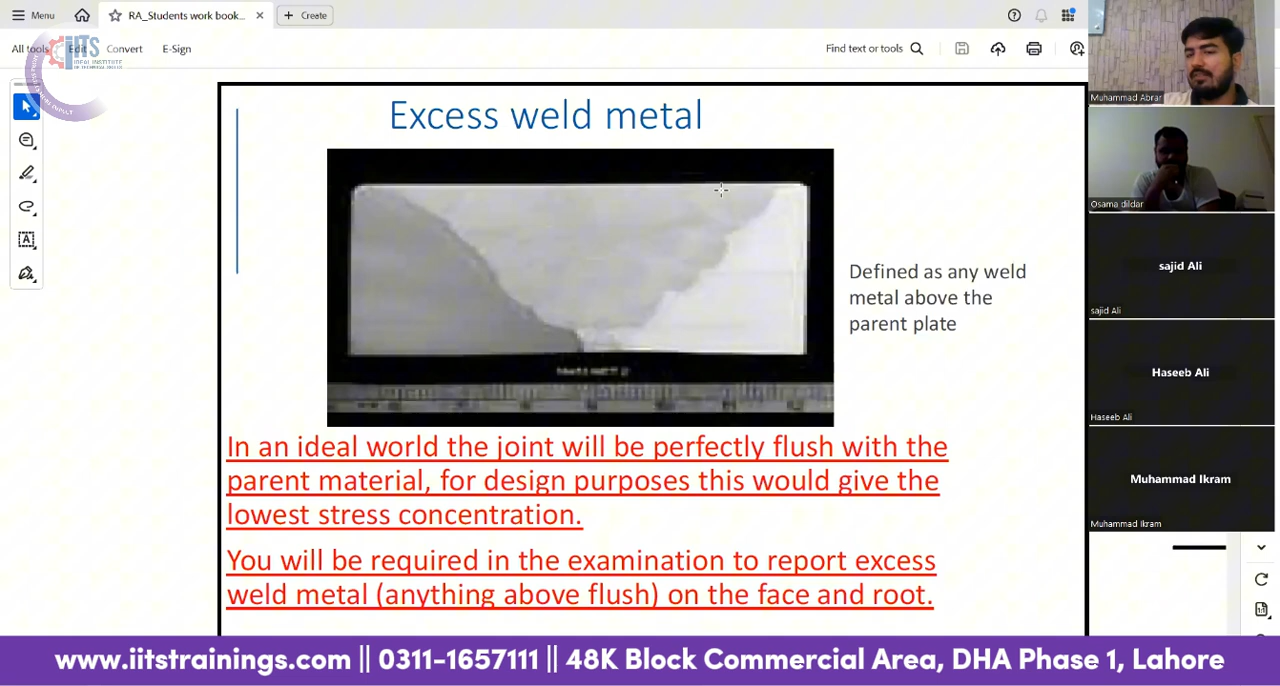 Menu
RA_Students work book...
Create
All tools
Edit
Convert
E-Sign
Find text or tools
IITS
IDEAL INSTITUTE
Excess weld metal
Defined as any weld
metal above the
parent plate
In an ideal world the joint will be perfectly flush with the
parent material, for design purposes this would give the
lowest stress concentration.
You will be required in the examination to report excess
weld metal (anything above flush) on the face and root.
Muhammad Abrar
Osama dildar
sajid Ali
sajid Ali
Haseeb Ali
Haseeb Ali
Muhammad Ikram
Muhammad Ikram
www.iitstrainings.com || 0311-1657111 || 48K Block Commercial Area, DHA Phase 1, Lahore